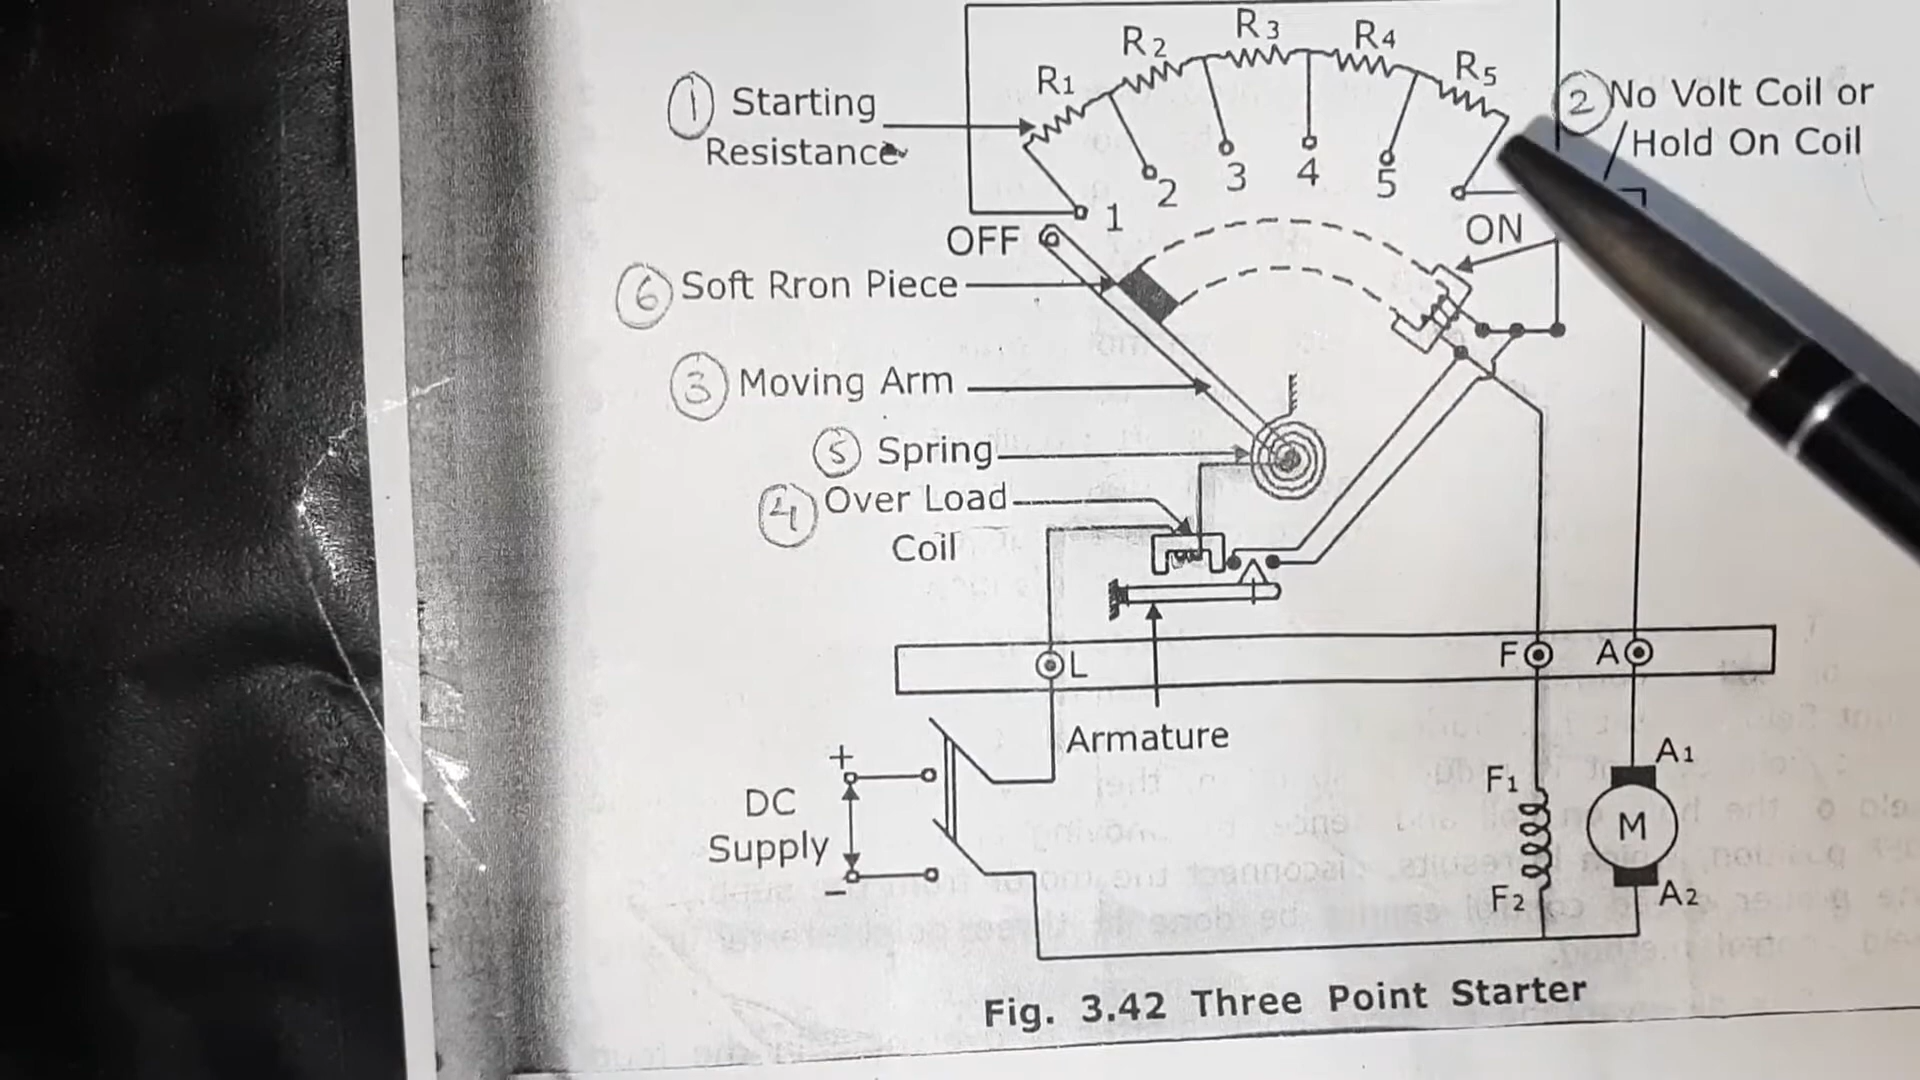 R1
R2
R3
R4
R5
1 Starting
Resistance
2 No Volt Coil or
Hold On Coil
1
2
3
4
5
OFF
ON
6 Soft Rron Piece
3 Moving Arm
5 Spring
4 Over Load
Coil
L
F
A
Armature
+
DC
Supply
-
F1
F2
A1
M
A2
Fig. 3.42 Three Point Starter